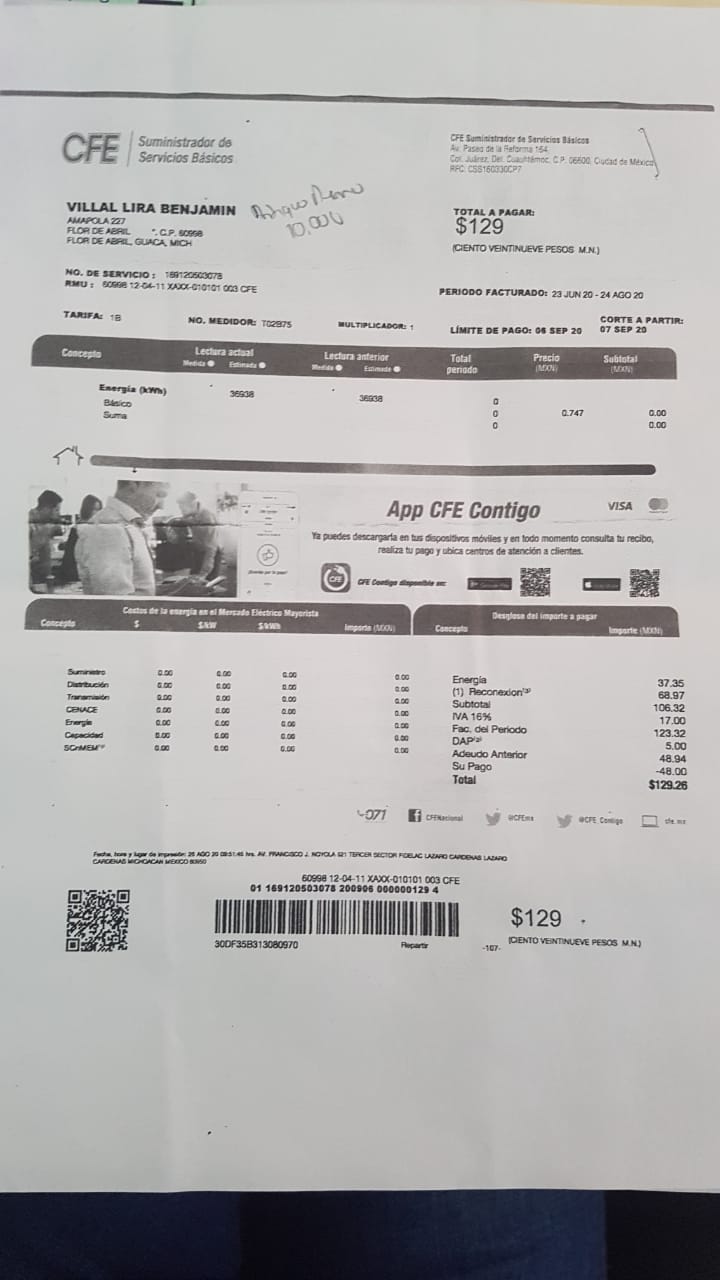 CFE
Suministrador de
Servicios Básicos
CFE Suministrador de Servicios Básicos
Av. Paseo de la Reforma 164,
Col. Juárez, Del. Cuauhtémoc, C.P. 06600, Ciudad de México
RFC: CSS160330CP7
VILLAL LIRA BENJAMIN
10,000
AMAPOLA 227
FLOR DE ABRIL *. C.P. 60998
FLOR DE ABRIL, GUACA, MICH
TOTAL A PAGAR:
$129
(CIENTO VEINTINUEVE PESOS M.N.)
NO. DE SERVICIO : 169120503078
RMU : 60998 12-04-11 XAXX-010101 003 CFE
PERIODO FACTURADO: 23 JUN 20 - 24 AGO 20
TARIFA: 1B NO. MEDIDOR: T02B75 MULTIPLICADOR: 1 LÍMITE DE PAGO: 06 SEP 20 CORTE A PARTIR:
07 SEP 20
Concepto Lectura actual Lectura anterior Total Precio Subtotal
Medida Estimada Medida Estimada periodo (MXN) (MXN)
Energía (kWh) 36938 36938 0
Básico 0 0.747 0.00
Suma 0 0.00
App CFE Contigo
VISA
Ya puedes descargarla en tus dispositivos móviles y en todo momento consulta tu recibo,
realiza tu pago y ubica centros de atención a clientes.
CFE
CFE Contigo disponible en:
Costos de la energía en el Mercado Eléctrico Mayorista
Concepto $ $/kW $/kWh Importe (MXN)
Suministro 0.00 0.00 0.00 0.00
Distribución 0.00 0.00 0.00 0.00
Transmisión 0.00 0.00 0.00 0.00
CENACE 0.00 0.00 0.00 0.00
Energía 0.00 0.00 0.00 0.00
Capacidad 0.00 0.00 0.00 0.00
SCnMEM 0.00 0.00 0.00 0.00
Desglose del importe a pagar
Concepto Importe (MXN)
Energía 37.35
(1) Reconexion 68.97
Subtotal 106.32
IVA 16% 17.00
Fac. del Periodo 123.32
DAP 5.00
Adeudo Anterior 48.94
Su Pago -48.00
Total $129.26
071 CFENacional @CFEmx @CFE_Contigo cfe.mx
Fecha, hora y lugar de impresión: 26 AGO 20 09:51:45 hrs. AV. FRANCISCO J. NOYOLA 521 TERCER SECTOR FIDELAC LAZARO CARDENAS LAZARO
CARDENAS MICHOACAN MEXICO 60950
60998 12-04-11 XAXX-010101 003 CFE
01 169120503078 200906 000000129 4
30DF35B313080970 Repartir -107-
$129
(CIENTO VEINTINUEVE PESOS M.N.)